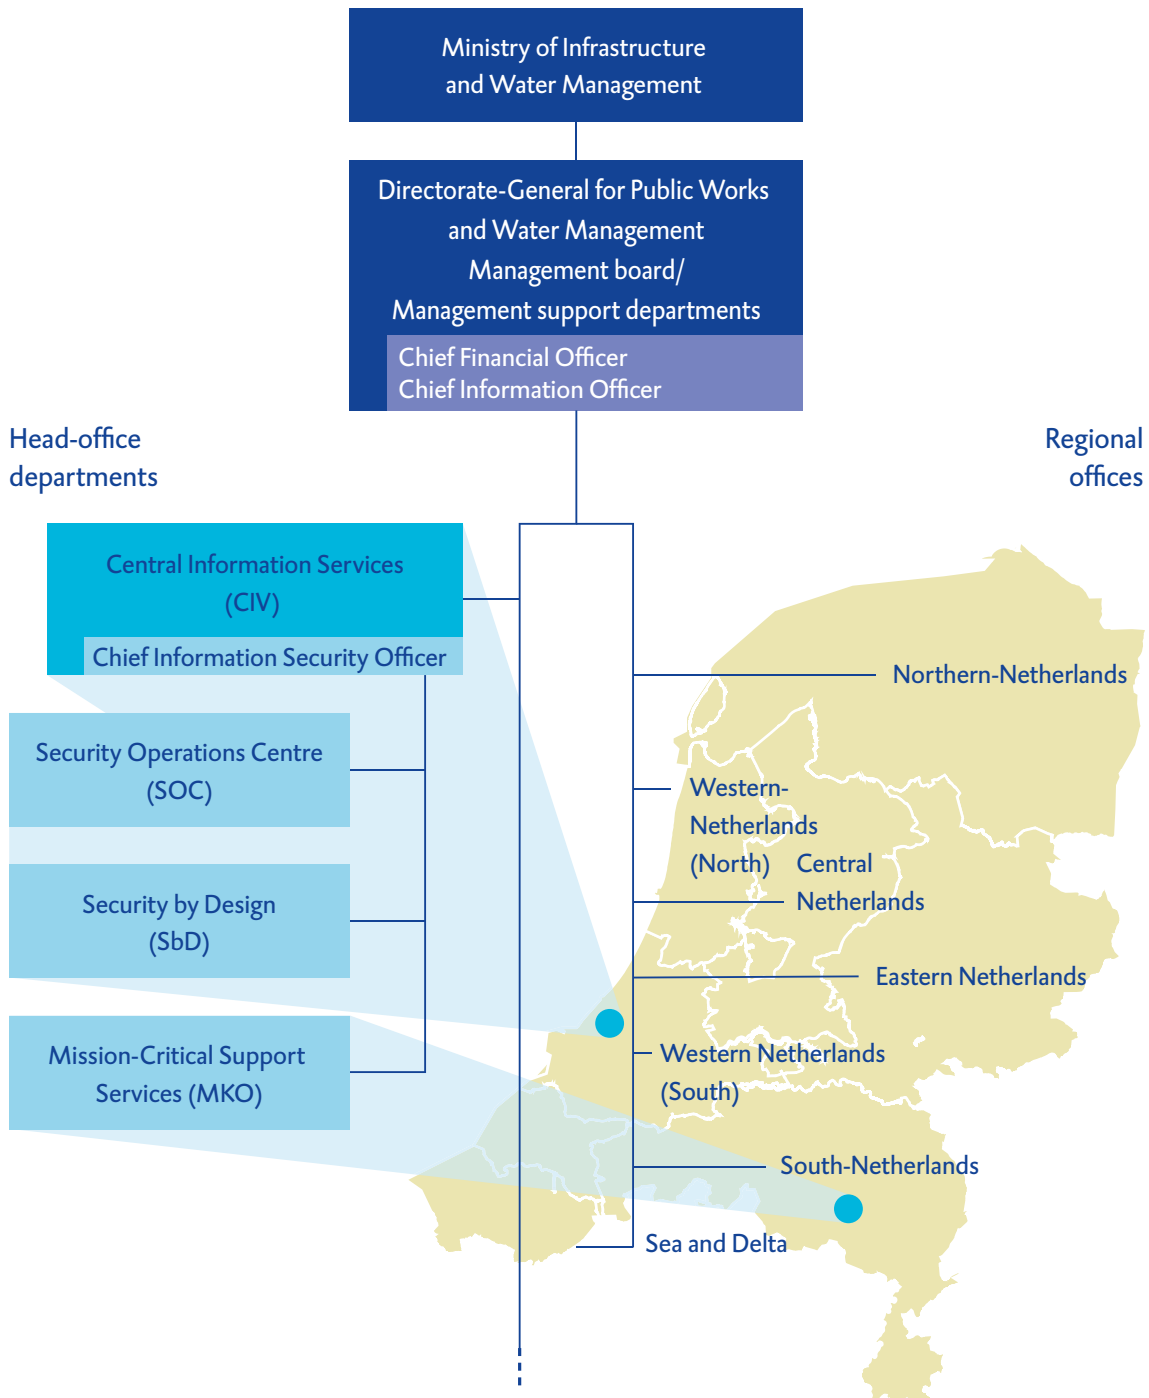 Ministry of Infrastructure
and Water Management
Directorate-General for Public Works
and Water Management
Management board/
Management support departments
Chief Financial Officer
Chief Information Officer
Head-office
departments
Regional
offices
Central Information Services
(CIV)
Chief Information Security Officer
Security Operations Centre
(SOC)
Security by Design
(SbD)
Mission-Critical Support
Services (MKO)
Northern-Netherlands
Western-
Netherlands
(North)
Central
Netherlands
Eastern Netherlands
Western Netherlands
(South)
South-Netherlands
Sea and Delta